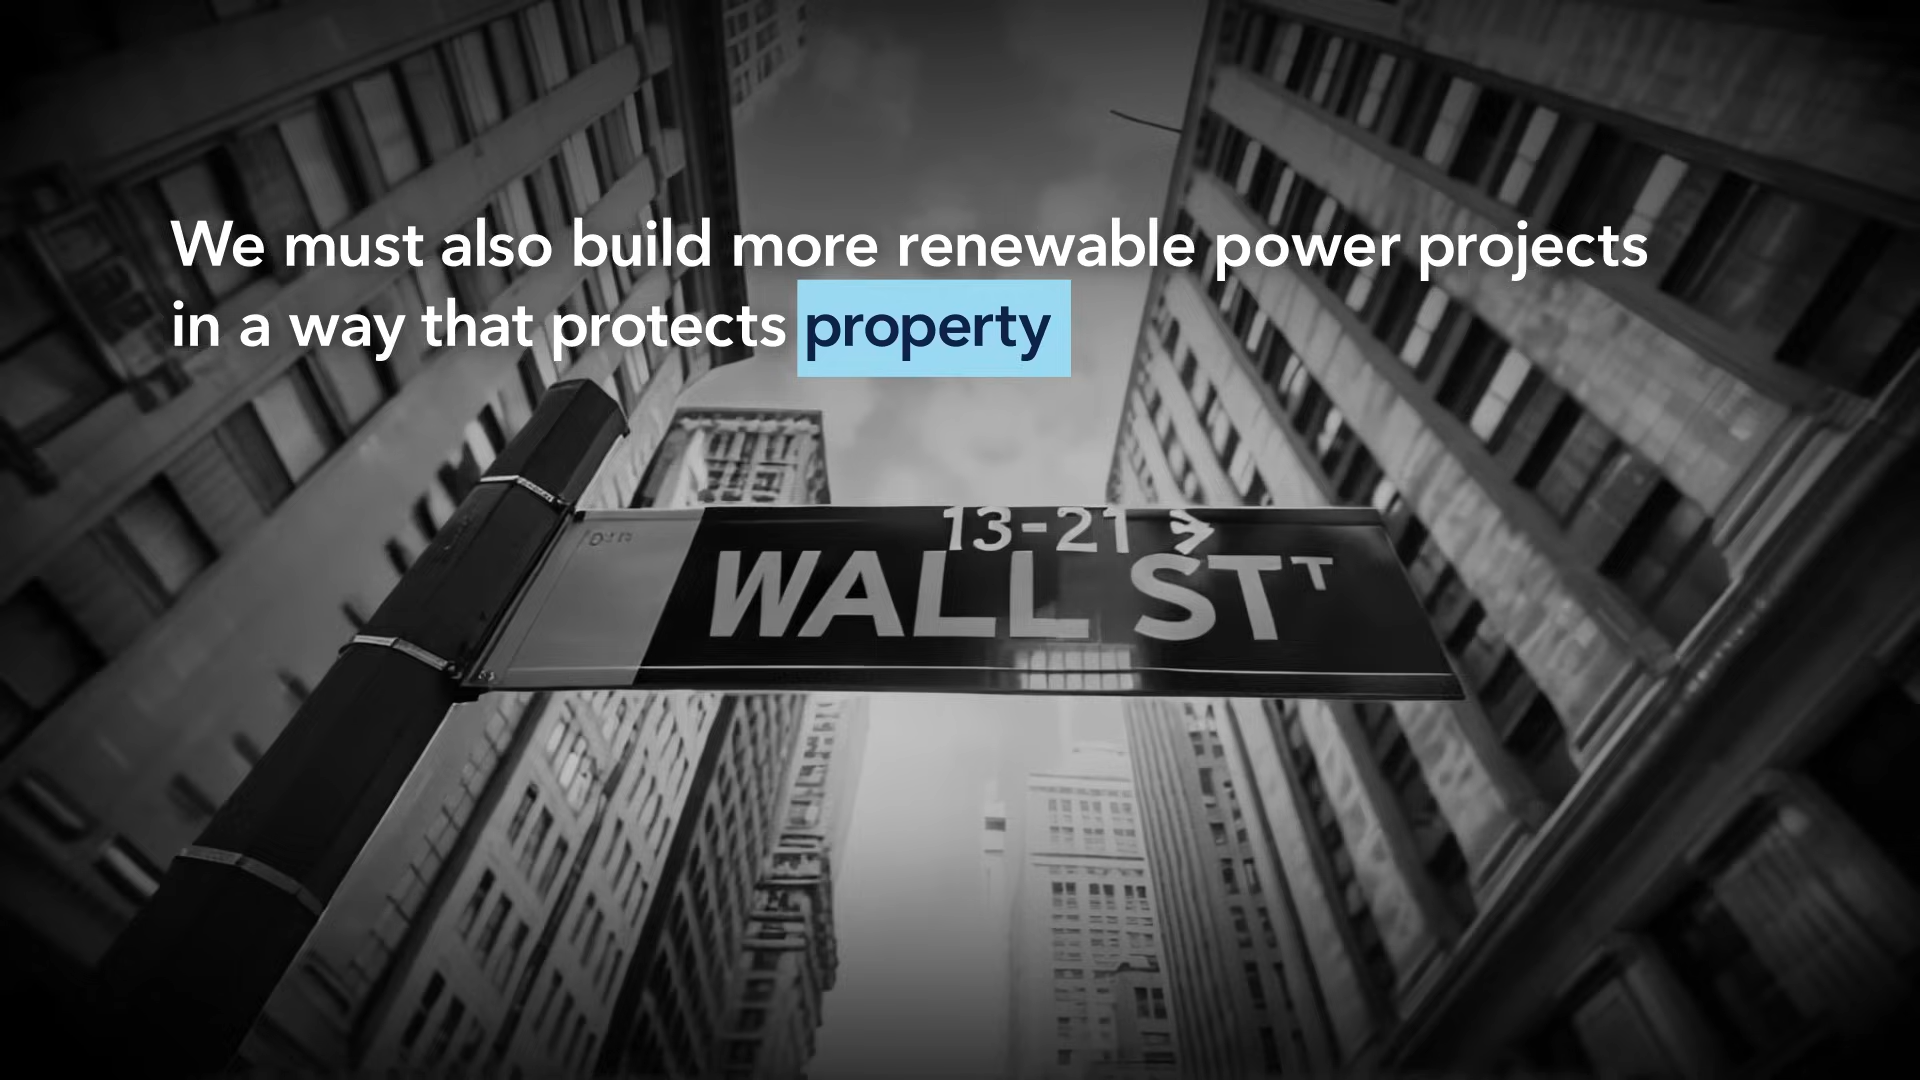 We must also build more renewable power projects
in a way that protects property
13-21 >
WALL ST T